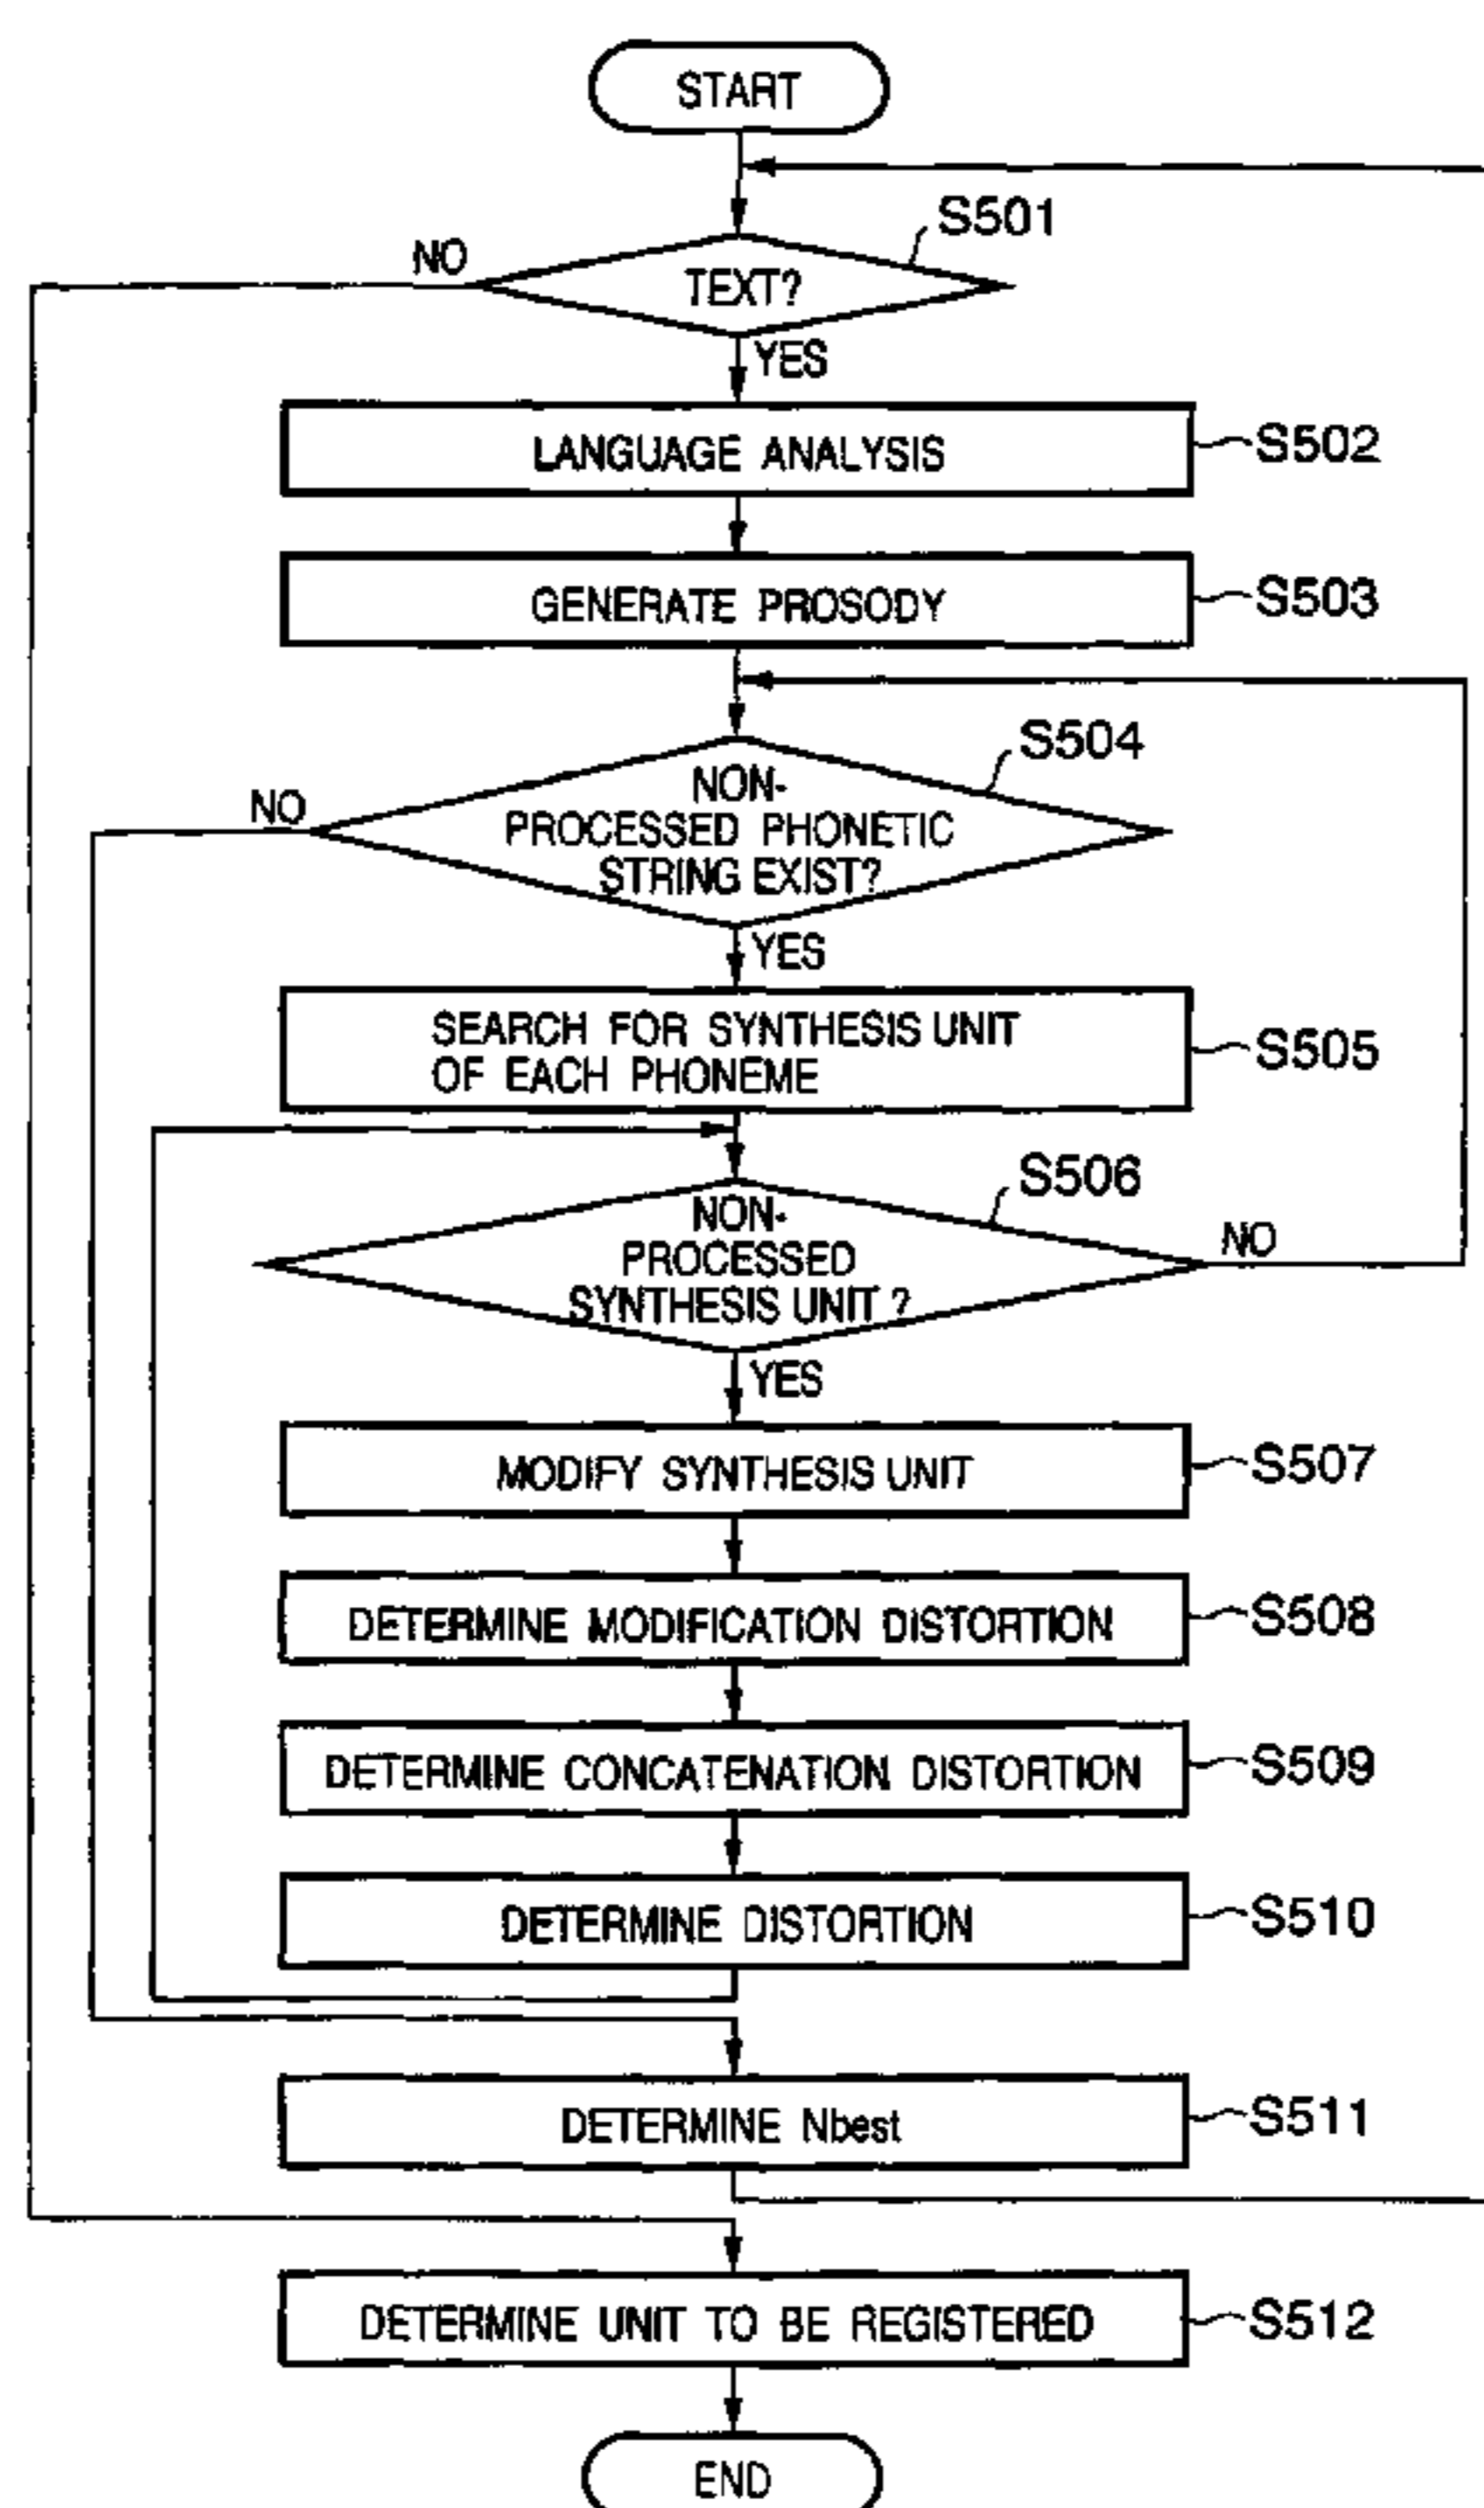 START
S501
NO
TEXT?
YES
LANGUAGE ANALYSIS
S502
GENERATE PROSODY
S503
S504
NO
NON-
PROCESSED PHONETIC
STRING EXIST?
YES
SEARCH FOR SYNTHESIS UNIT
OF EACH PHONEME
S505
S506
NON-
PROCESSED
SYNTHESIS UNIT ?
NO
YES
MODIFY SYNTHESIS UNIT
S507
DETERMINE MODIFICATION DISTORTION
S508
DETERMINE CONCATENATION DISTORTION
S509
DETERMINE DISTORTION
S510
DETERMINE Nbest
S511
DETERMINE UNIT TO BE REGISTERED
S512
END